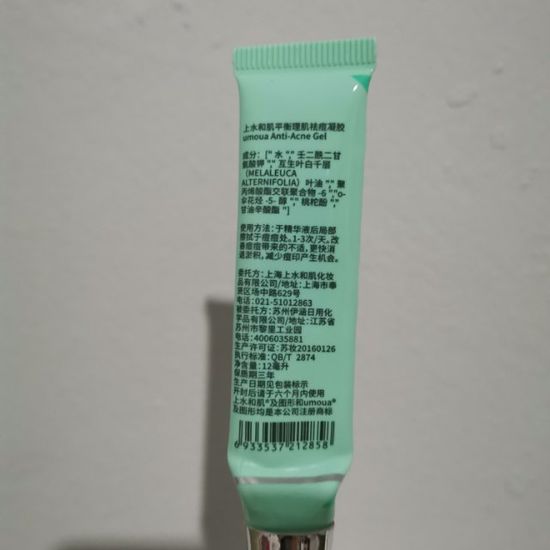 上水和肌平衡理肌祛痘凝胶
umoua Anti-Acne Gel
成分：[" 水 "," 壬二酰二甘
氨酸钾 "," 互生叶白千层
（MELALEUCA
ALTERNIFOLIA）叶油 "," 聚
丙烯酸酯交联聚合物 -6 ","o-
伞花烃 -5- 醇 "," 桃柁酚 ","
甘油辛酸酯 "]
使用方法：于精华液后局部
擦拭于痘痘处。1-3次/天。改
善痘痘带来的不适，更快消
退淤积，减少痘印产生机会。
委托方：上海上水和肌化妆
品有限公司/地址：上海市奉
贤区场中路629号
电话：021-51012863
被委托方：苏州伊涵日用化
学品有限公司/地址：江苏省
苏州市黎里工业园
电话：4006035881
生产许可证：苏妆20160126
执行标准：QB/T 2874
净含量：12毫升
保质期三年
生产日期见包装标示
开封后请于六个月内使用
上水和肌®及图形和umoua®
及图形均是本公司注册商标
6 933537 212858